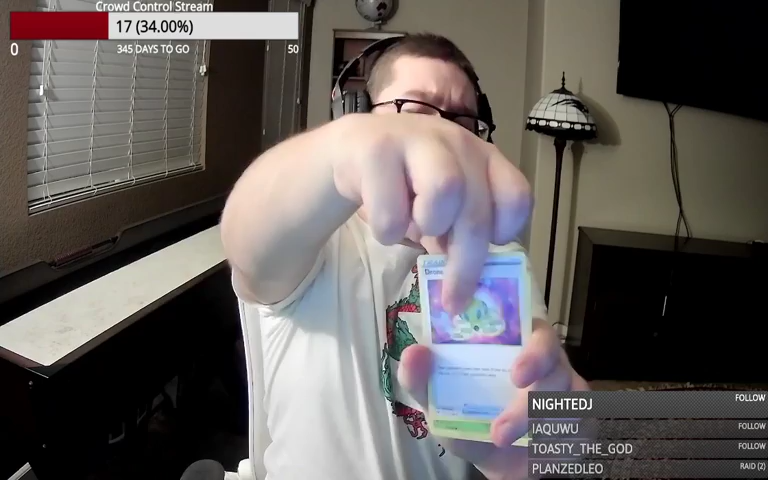 Crowd Control Stream
17 (34.00%)
0
345 DAYS TO GO
50
NIGHTEDJ
FOLLOW
IAQUWU
FOLLOW
TOASTY_THE_GOD
FOLLOW
PLANZEDLEO
RAID (2)